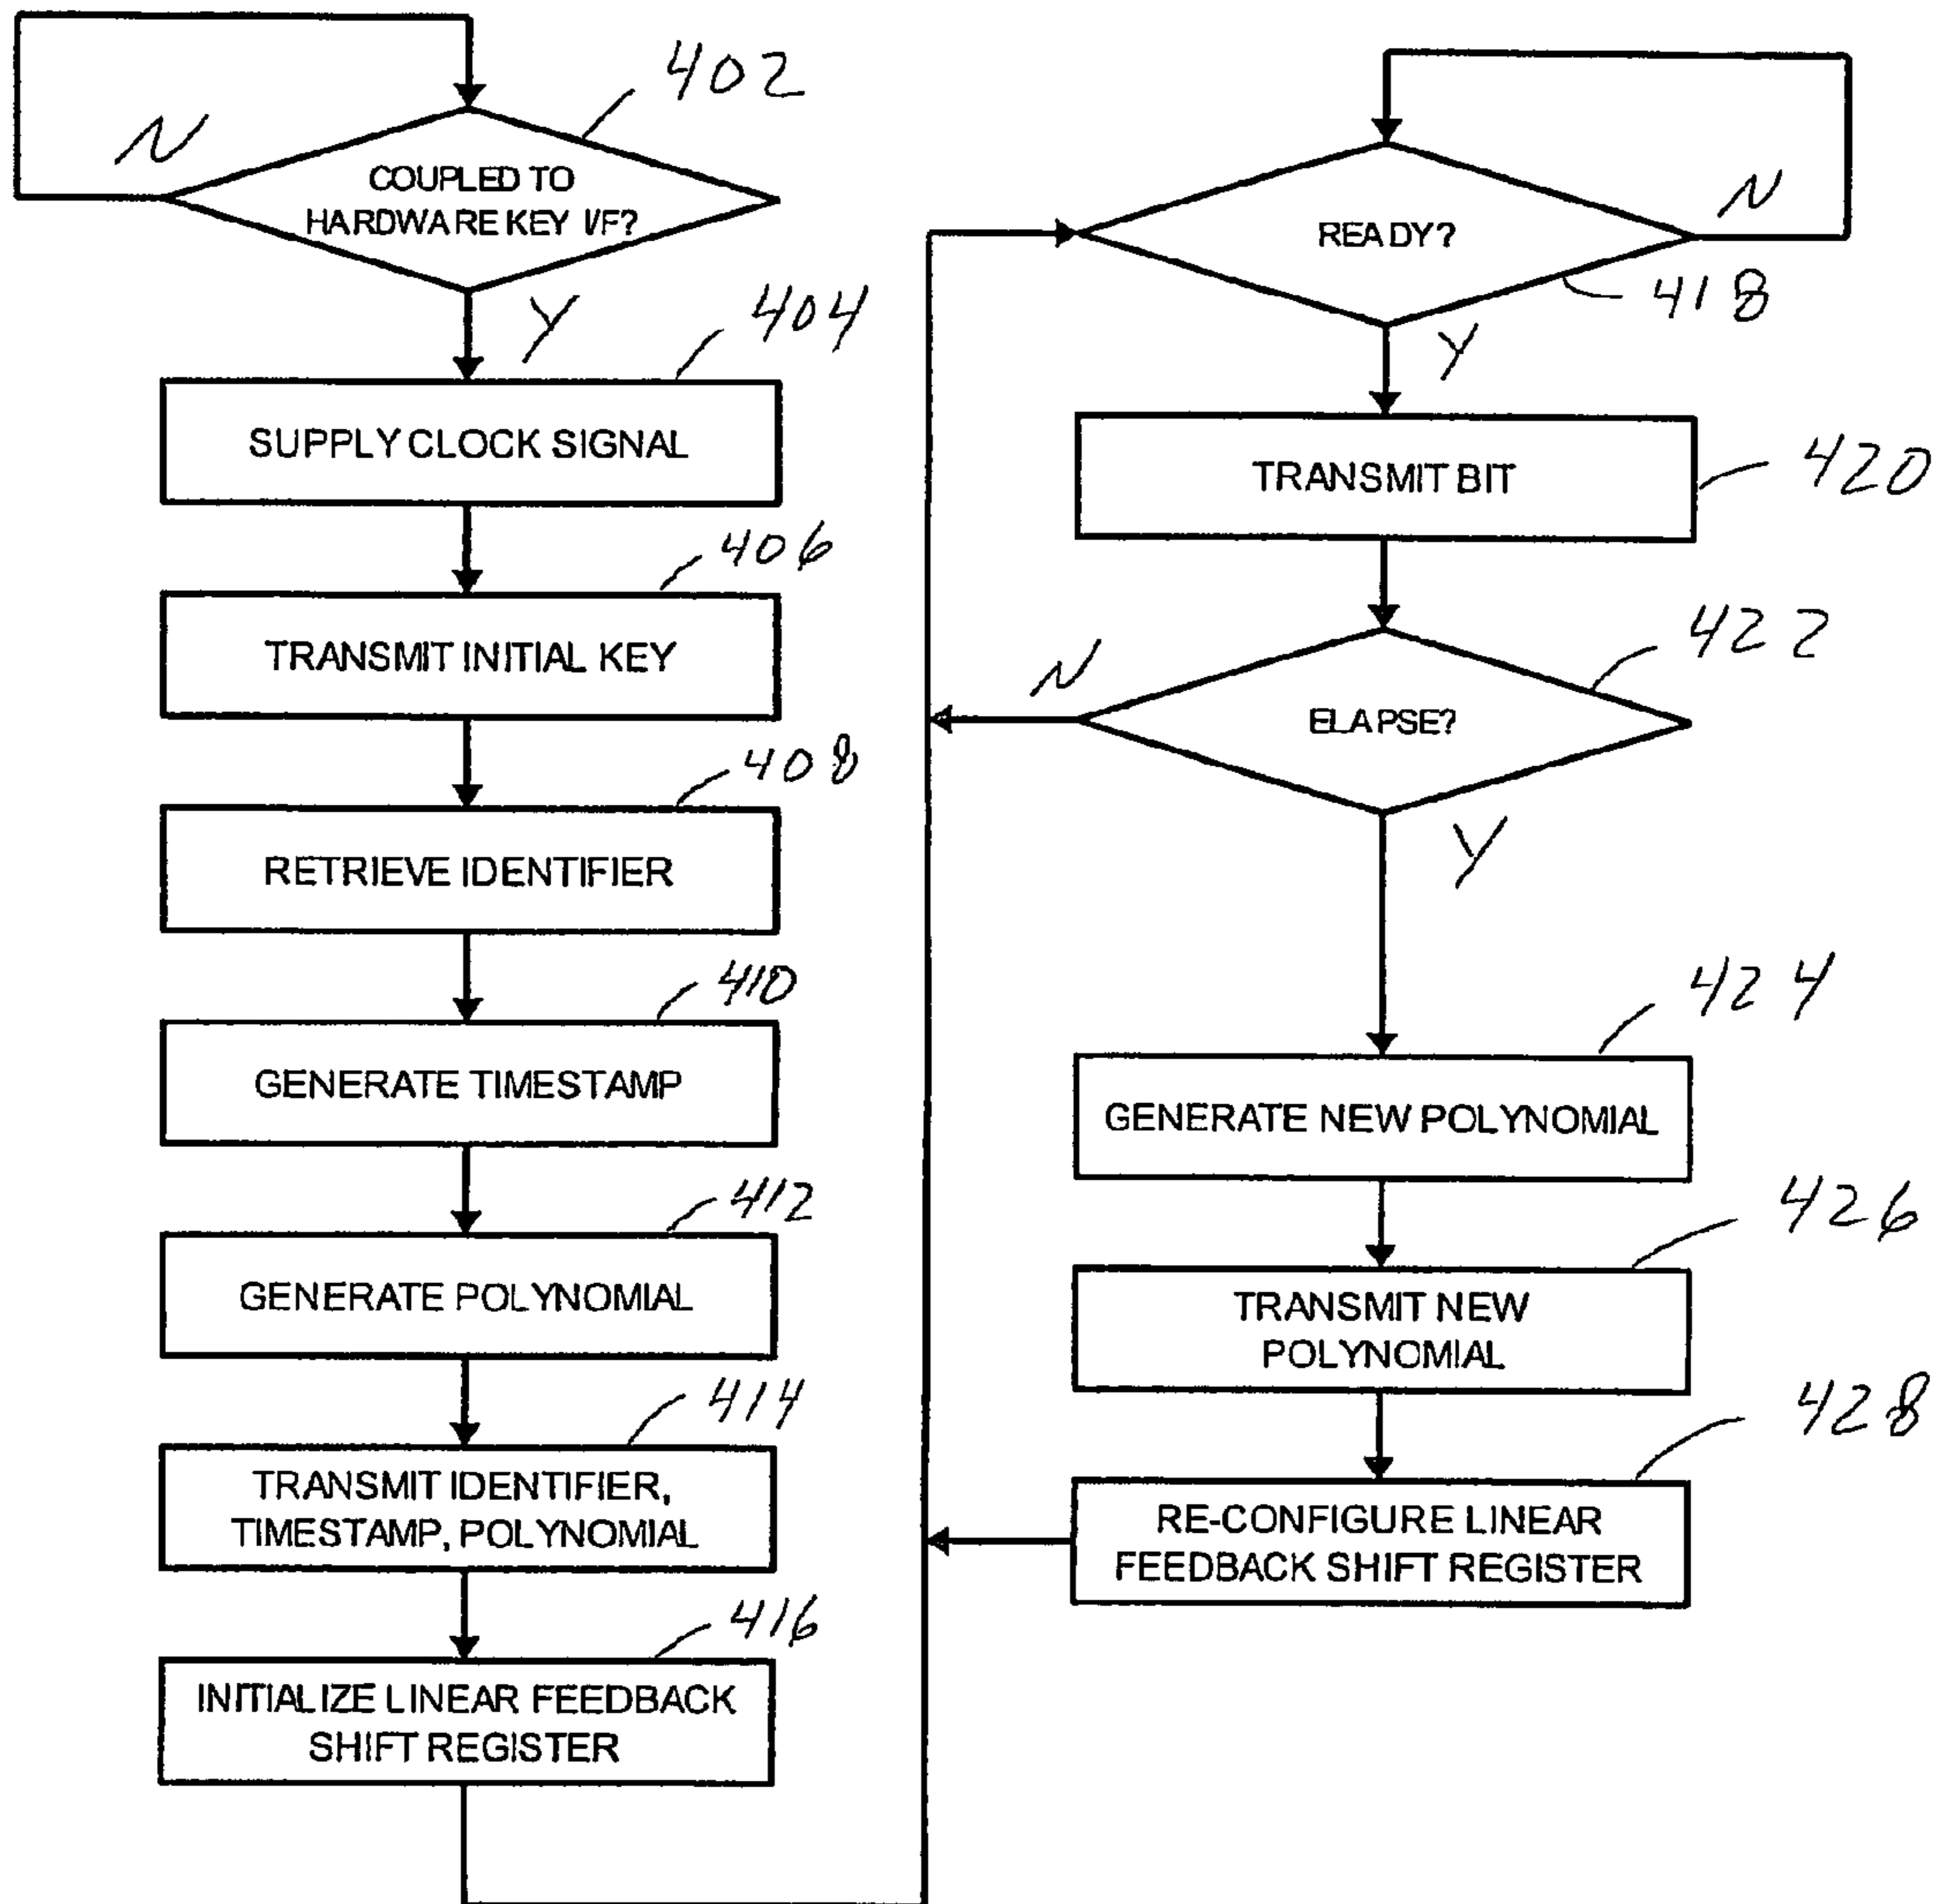 402
N
COUPLED TO
HARDWARE KEY I/F?
Y
404
SUPPLY CLOCK SIGNAL
406
TRANSMIT INITIAL KEY
408
RETRIEVE IDENTIFIER
410
GENERATE TIMESTAMP
412
GENERATE POLYNOMIAL
414
TRANSMIT IDENTIFIER,
TIMESTAMP, POLYNOMIAL
416
INITIALIZE LINEAR FEEDBACK
SHIFT REGISTER
N
READY?
418
Y
TRANSMIT BIT
420
422
N
ELAPSE?
Y
424
GENERATE NEW POLYNOMIAL
426
TRANSMIT NEW
POLYNOMIAL
428
RE-CONFIGURE LINEAR
FEEDBACK SHIFT REGISTER